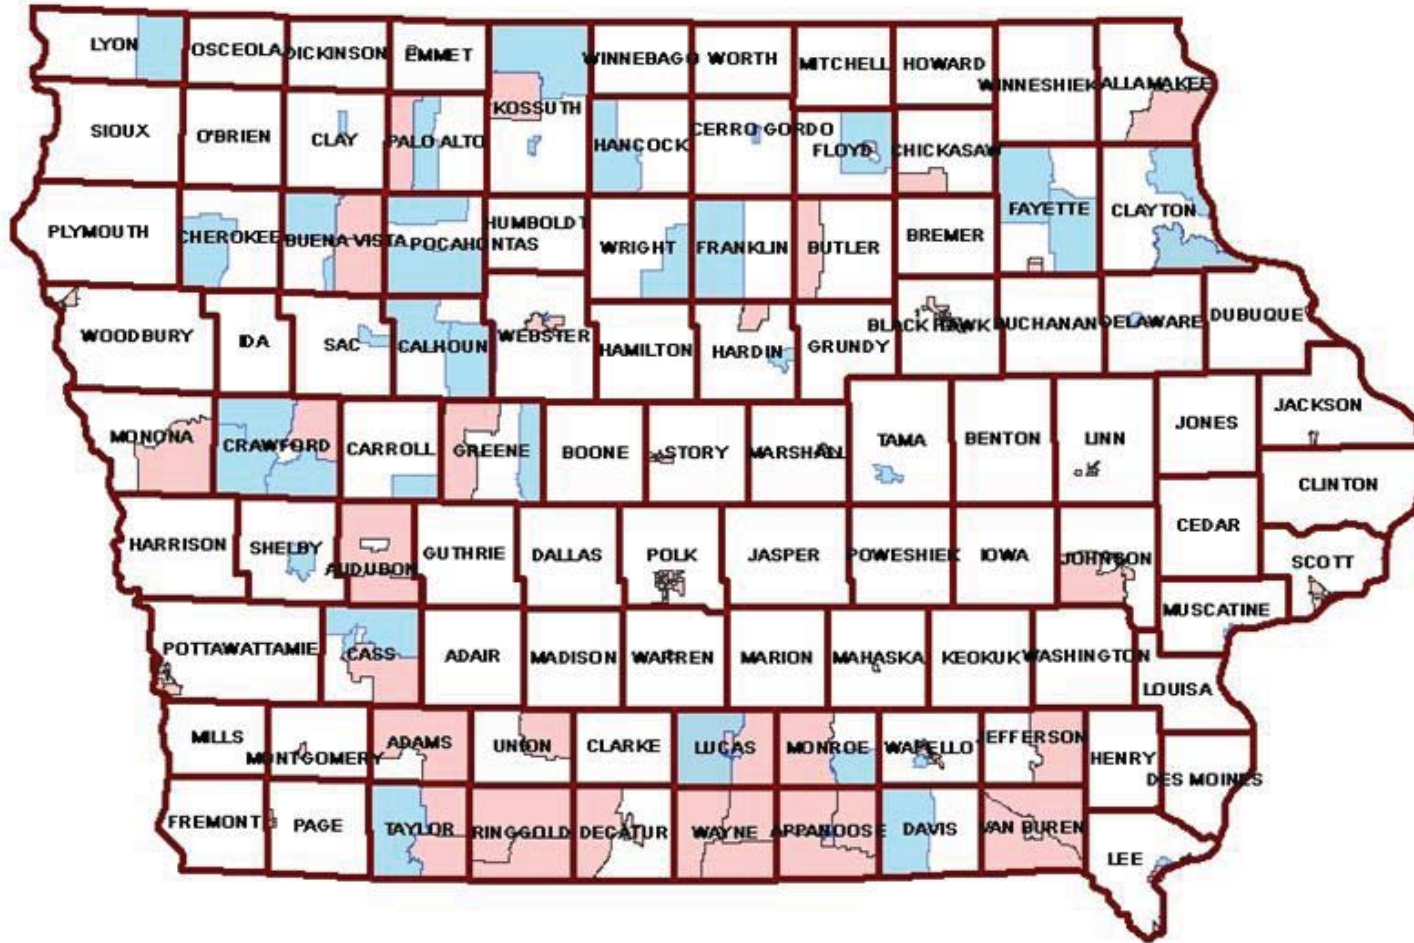 LYON
OSCEOLA
DICKINSON
EMMET
WINNEBAGO
WORTH
MITCHELL
HOWARD
WINNESHIEK
ALLAMAKEE
SIOUX
O'BRIEN
CLAY
PALO ALTO
KOSSUTH
HANCOCK
CERRO GORDO
FLOYD
CHICKASAW
PLYMOUTH
CHEROKEE
BUENA VISTA
POCAHONTAS
HUMBOLDT
WRIGHT
FRANKLIN
BUTLER
BREMER
FAYETTE
CLAYTON
WOODBURY
IDA
SAC
CALHOUN
WEBSTER
HAMILTON
HARDIN
GRUNDY
BLACK HAWK
BUCHANAN
DELAWARE
DUBUQUE
MONONA
CRAWFORD
CARROLL
GREENE
BOONE
STORY
MARSHALL
TAMA
BENTON
LINN
JONES
JACKSON
CLINTON
HARRISON
SHELBY
AUDUBON
GUTHRIE
DALLAS
POLK
JASPER
POWESHIEK
IOWA
JOHNSON
CEDAR
SCOTT
MUSCATINE
POTTAWATTAMIE
CASS
ADAIR
MADISON
WARREN
MARION
MAHASKA
KEOKUK
WASHINGTON
LOUISA
MILLS
MONTGOMERY
ADAMS
UNION
CLARKE
LUCAS
MONROE
WAPELLO
JEFFERSON
HENRY
DES MOINES
FREMONT
PAGE
TAYLOR
RINGGOLD
DECATUR
WAYNE
APPANOOSE
DAVIS
VAN BUREN
LEE